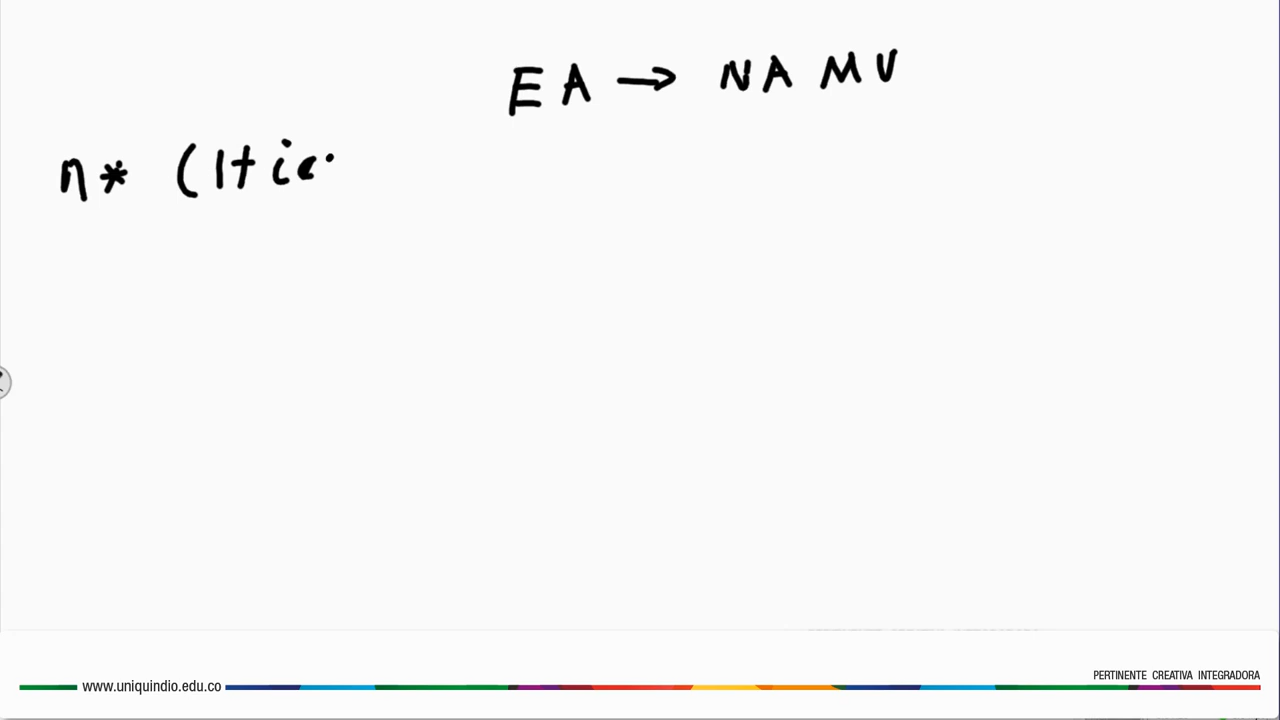 EA → NAMV
n* (1+ i
PERTINENTE CREATIVA INTEGRADORA
www.uniquindio.edu.co